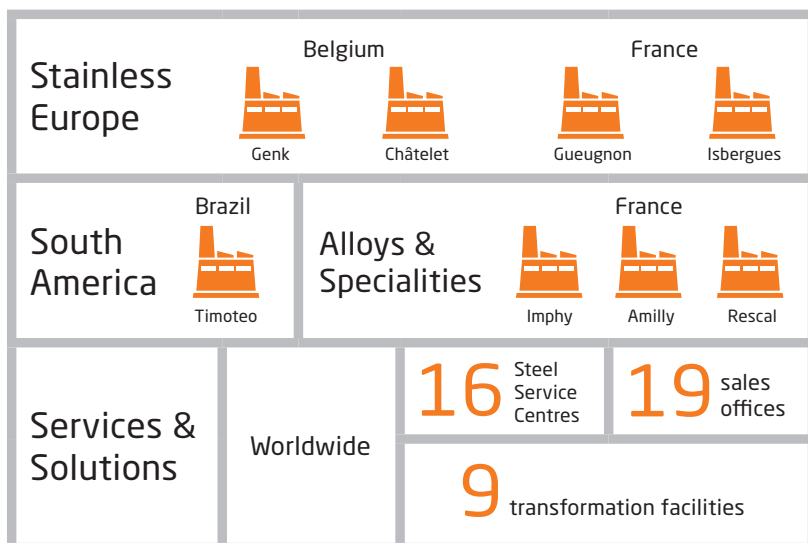 Stainless
Europe
Belgium
Genk
Châtelet
France
Gueugnon
Isbergues
South
America
Brazil
Timoteo
Alloys &
Specialities
France
Imphy
Amilly
Rescal
Services &
Solutions
Worldwide
16
Steel
Service
Centres
19
sales
offices
9 transformation facilities